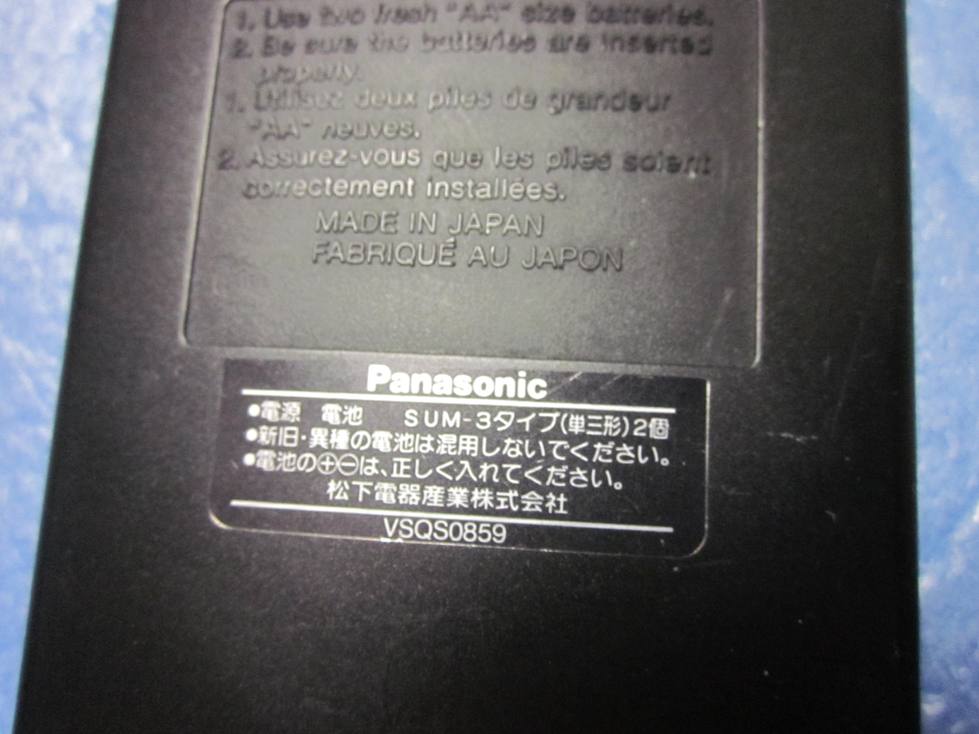 1. Use two fresh "AA" size batteries.
2. Be sure the batteries are inserted
properly.
1. Utilisez deux piles de grandeur
"AA" neuves.
2. Assurez-vous que les piles soient
correctement installées.
MADE IN JAPAN
FABRIQUÉ AU JAPON
Panasonic
●電源 電池 SUM-3タイプ(単三形)2個
●新旧・異種の電池は混用しないでください。
●電池の⊕⊖は、正しく入れてください。
松下電器産業株式会社
VSQS0859